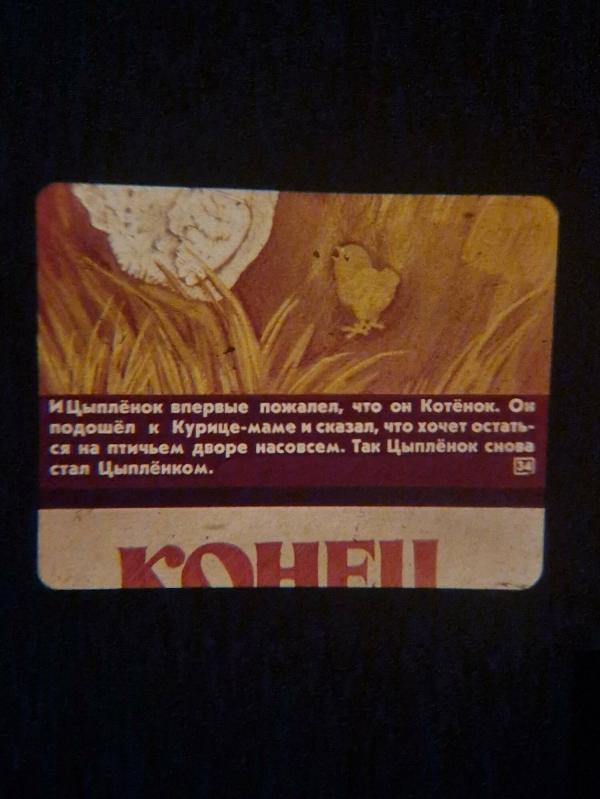 И Цыплёнок впервые пожалел, что он Котёнок. Он
подошёл к Курице-маме и сказал, что хочет остать-
ся на птичьем дворе насовсем. Так Цыплёнок снова
стал Цыплёнком.
34
КОНЕЦ